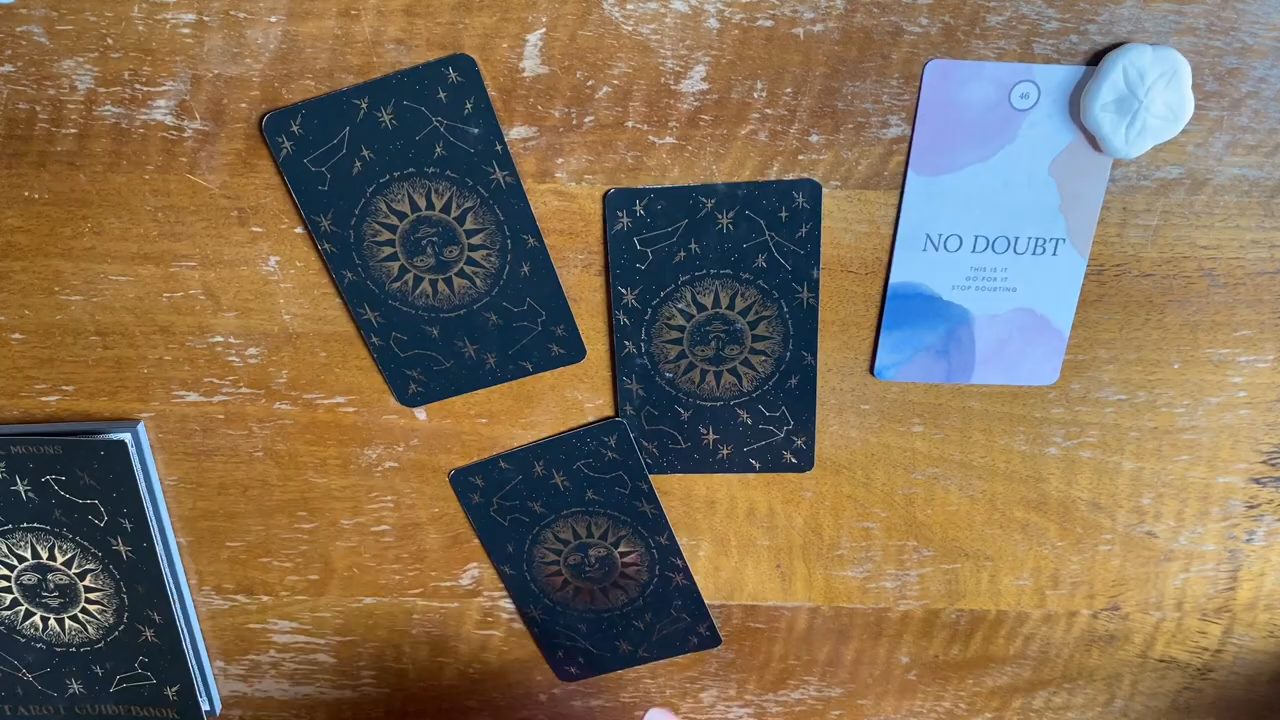 46
NO DOUBT
THIS IS IT
GO FOR IT
STOP DOUBTING
MOONS
TAROT GUIDEBOOK